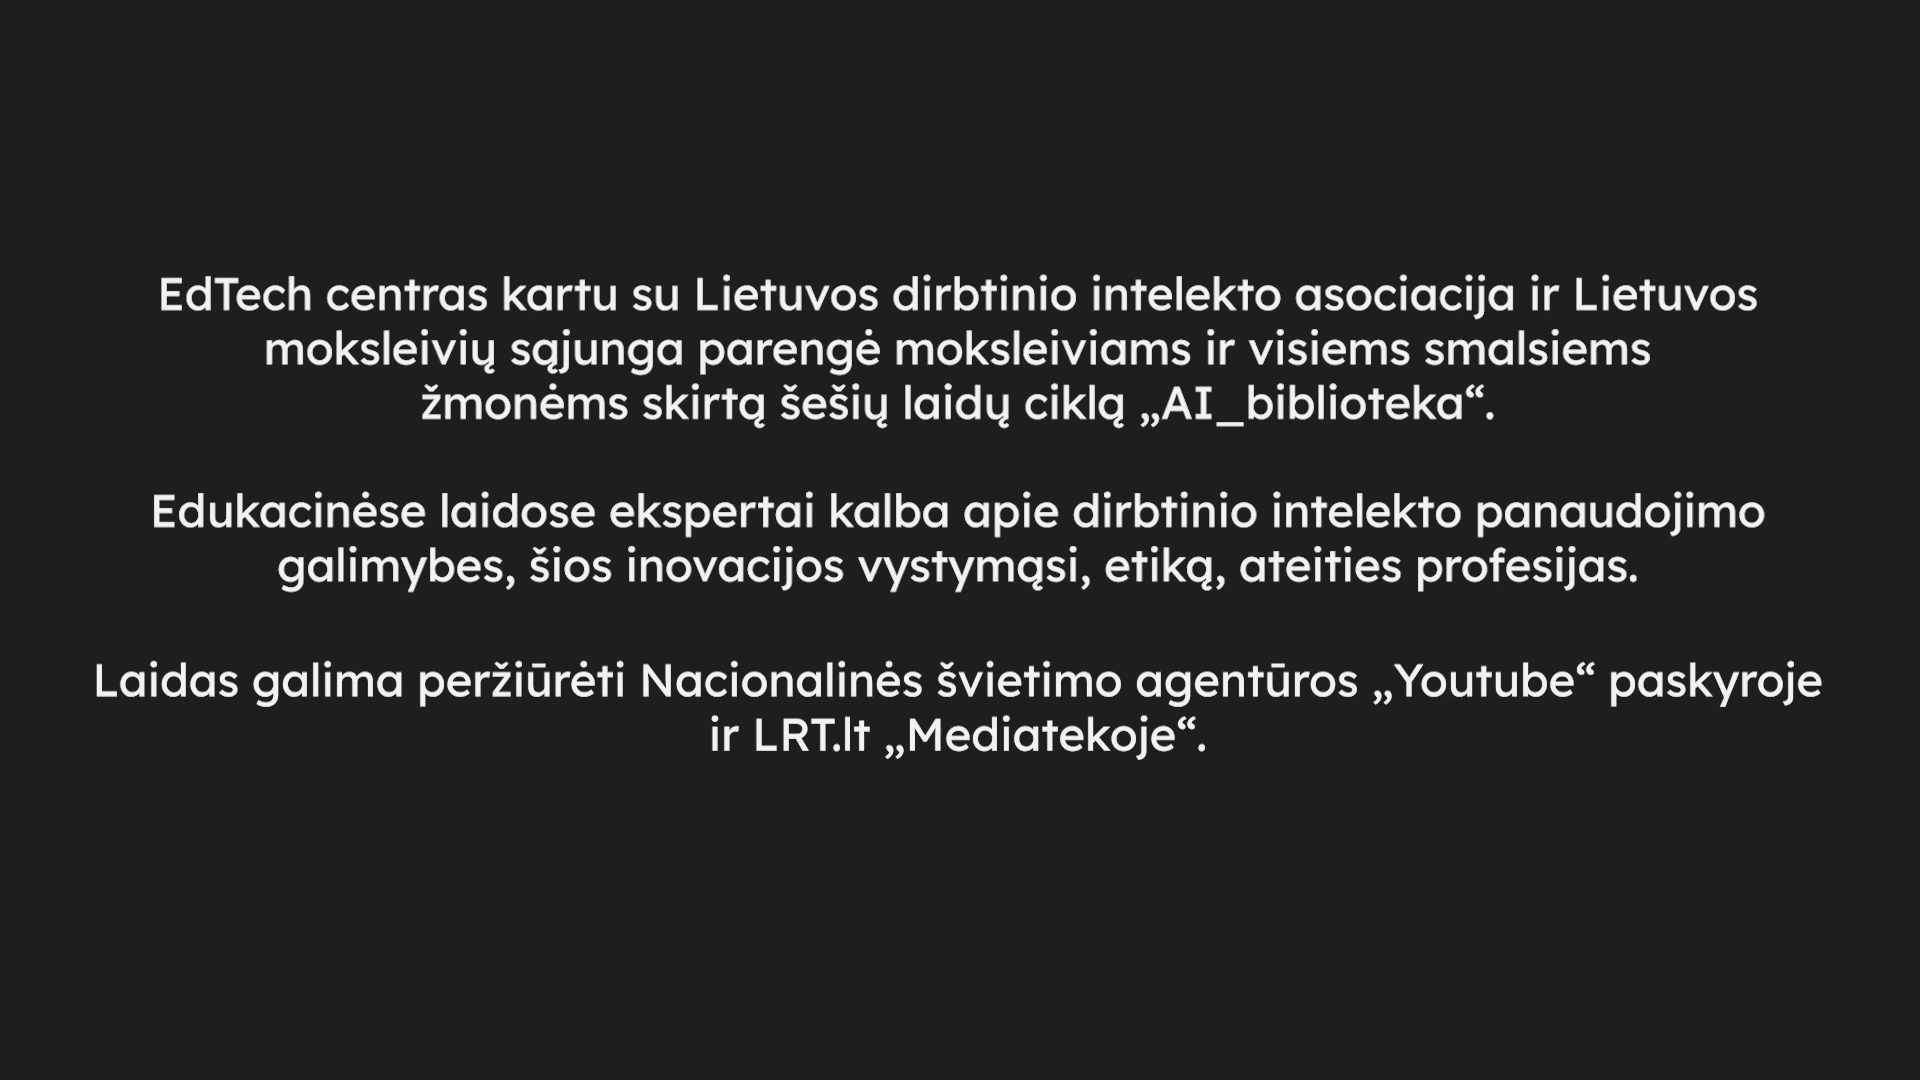 EdTech centras kartu su Lietuvos dirbtinio intelekto asociacija ir Lietuvos
moksleivių sąjunga parengė moksleiviams ir visiems smalsiems
žmonėms skirtą šešių laidų ciklą „AI_biblioteka“.
Edukacinėse laidose ekspertai kalba apie dirbtinio intelekto panaudojimo
galimybes, šios inovacijos vystymąsi, etiką, ateities profesijas.
Laidas galima peržiūrėti Nacionalinės švietimo agentūros „Youtube“ paskyroje
ir LRT.lt „Mediatekoje“.